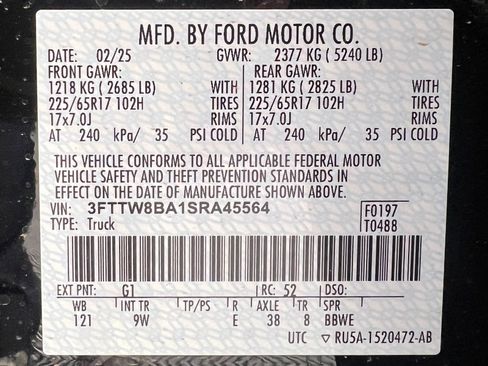 MFD. BY FORD MOTOR CO.
DATE: 02/25 GVWR: 2377 KG ( 5240 LB)
FRONT GAWR: REAR GAWR:
1218 KG ( 2685 LB) WITH 1281 KG ( 2825 LB) WITH
225/65R17 102H TIRES 225/65R17 102H TIRES
17x7.0J RIMS 17x7.0J RIMS
AT 240 kPa/ 35 PSI COLD AT 240 kPa/ 35 PSI COLD
THIS VEHICLE CONFORMS TO ALL APPLICABLE FEDERAL MOTOR
VEHICLE SAFETY AND THEFT PREVENTION STANDARDS
IN EFFECT ON THE DATE OF MANUFACTURE SHOWN ABOVE.
VIN: 3FTTW8BA1SRA45564 F0197
TYPE: Truck T0488
EXT PNT: G1 RC: 52 DSO:
WB INT TR TP/PS R AXLE TR SPR
121 9W E 38 8 BBWE
UTC ▽RU5A-1520472-AB